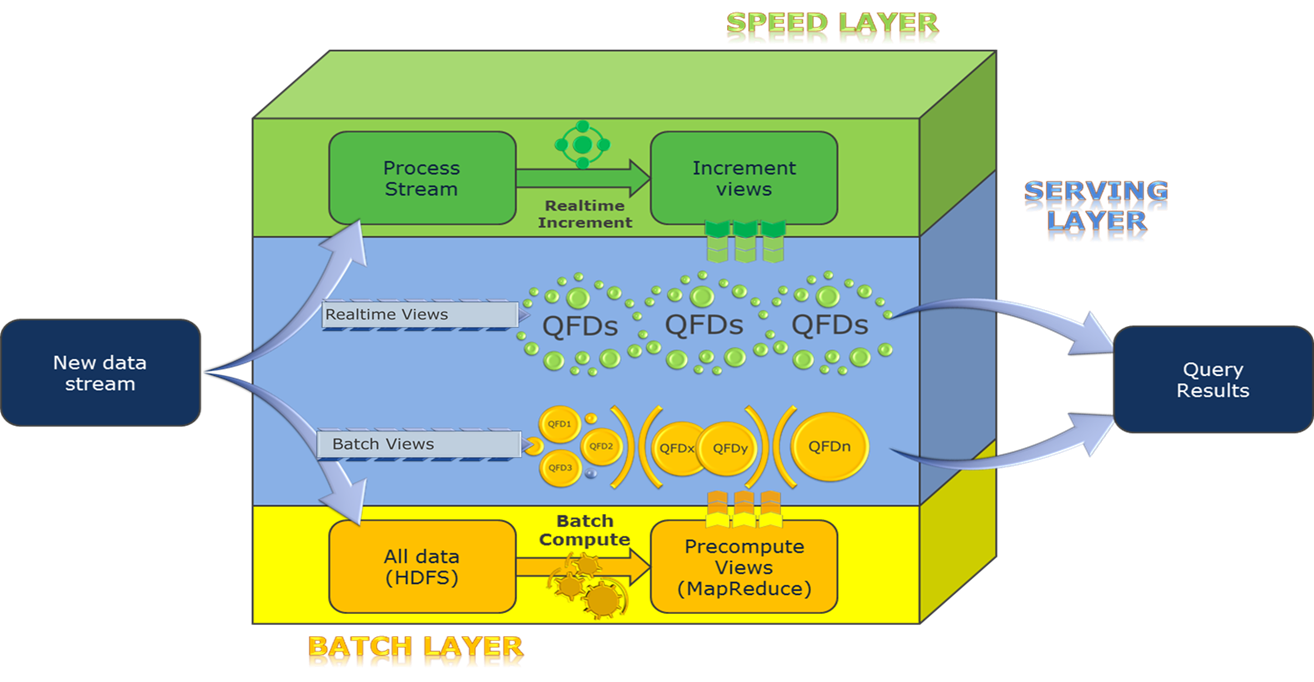 SPEED LAYER
Process
Stream
Realtime
Increment
Increment
views
SERVING
LAYER
Realtime Views
QFDs
QFDs
QFDs
New data
stream
Query
Results
Batch Views
QFD1
QFD2
QFD3
QFDx
QFDy
QFDn
All data
(HDFS)
Batch
Compute
Precompute
Views
(MapReduce)
BATCH LAYER